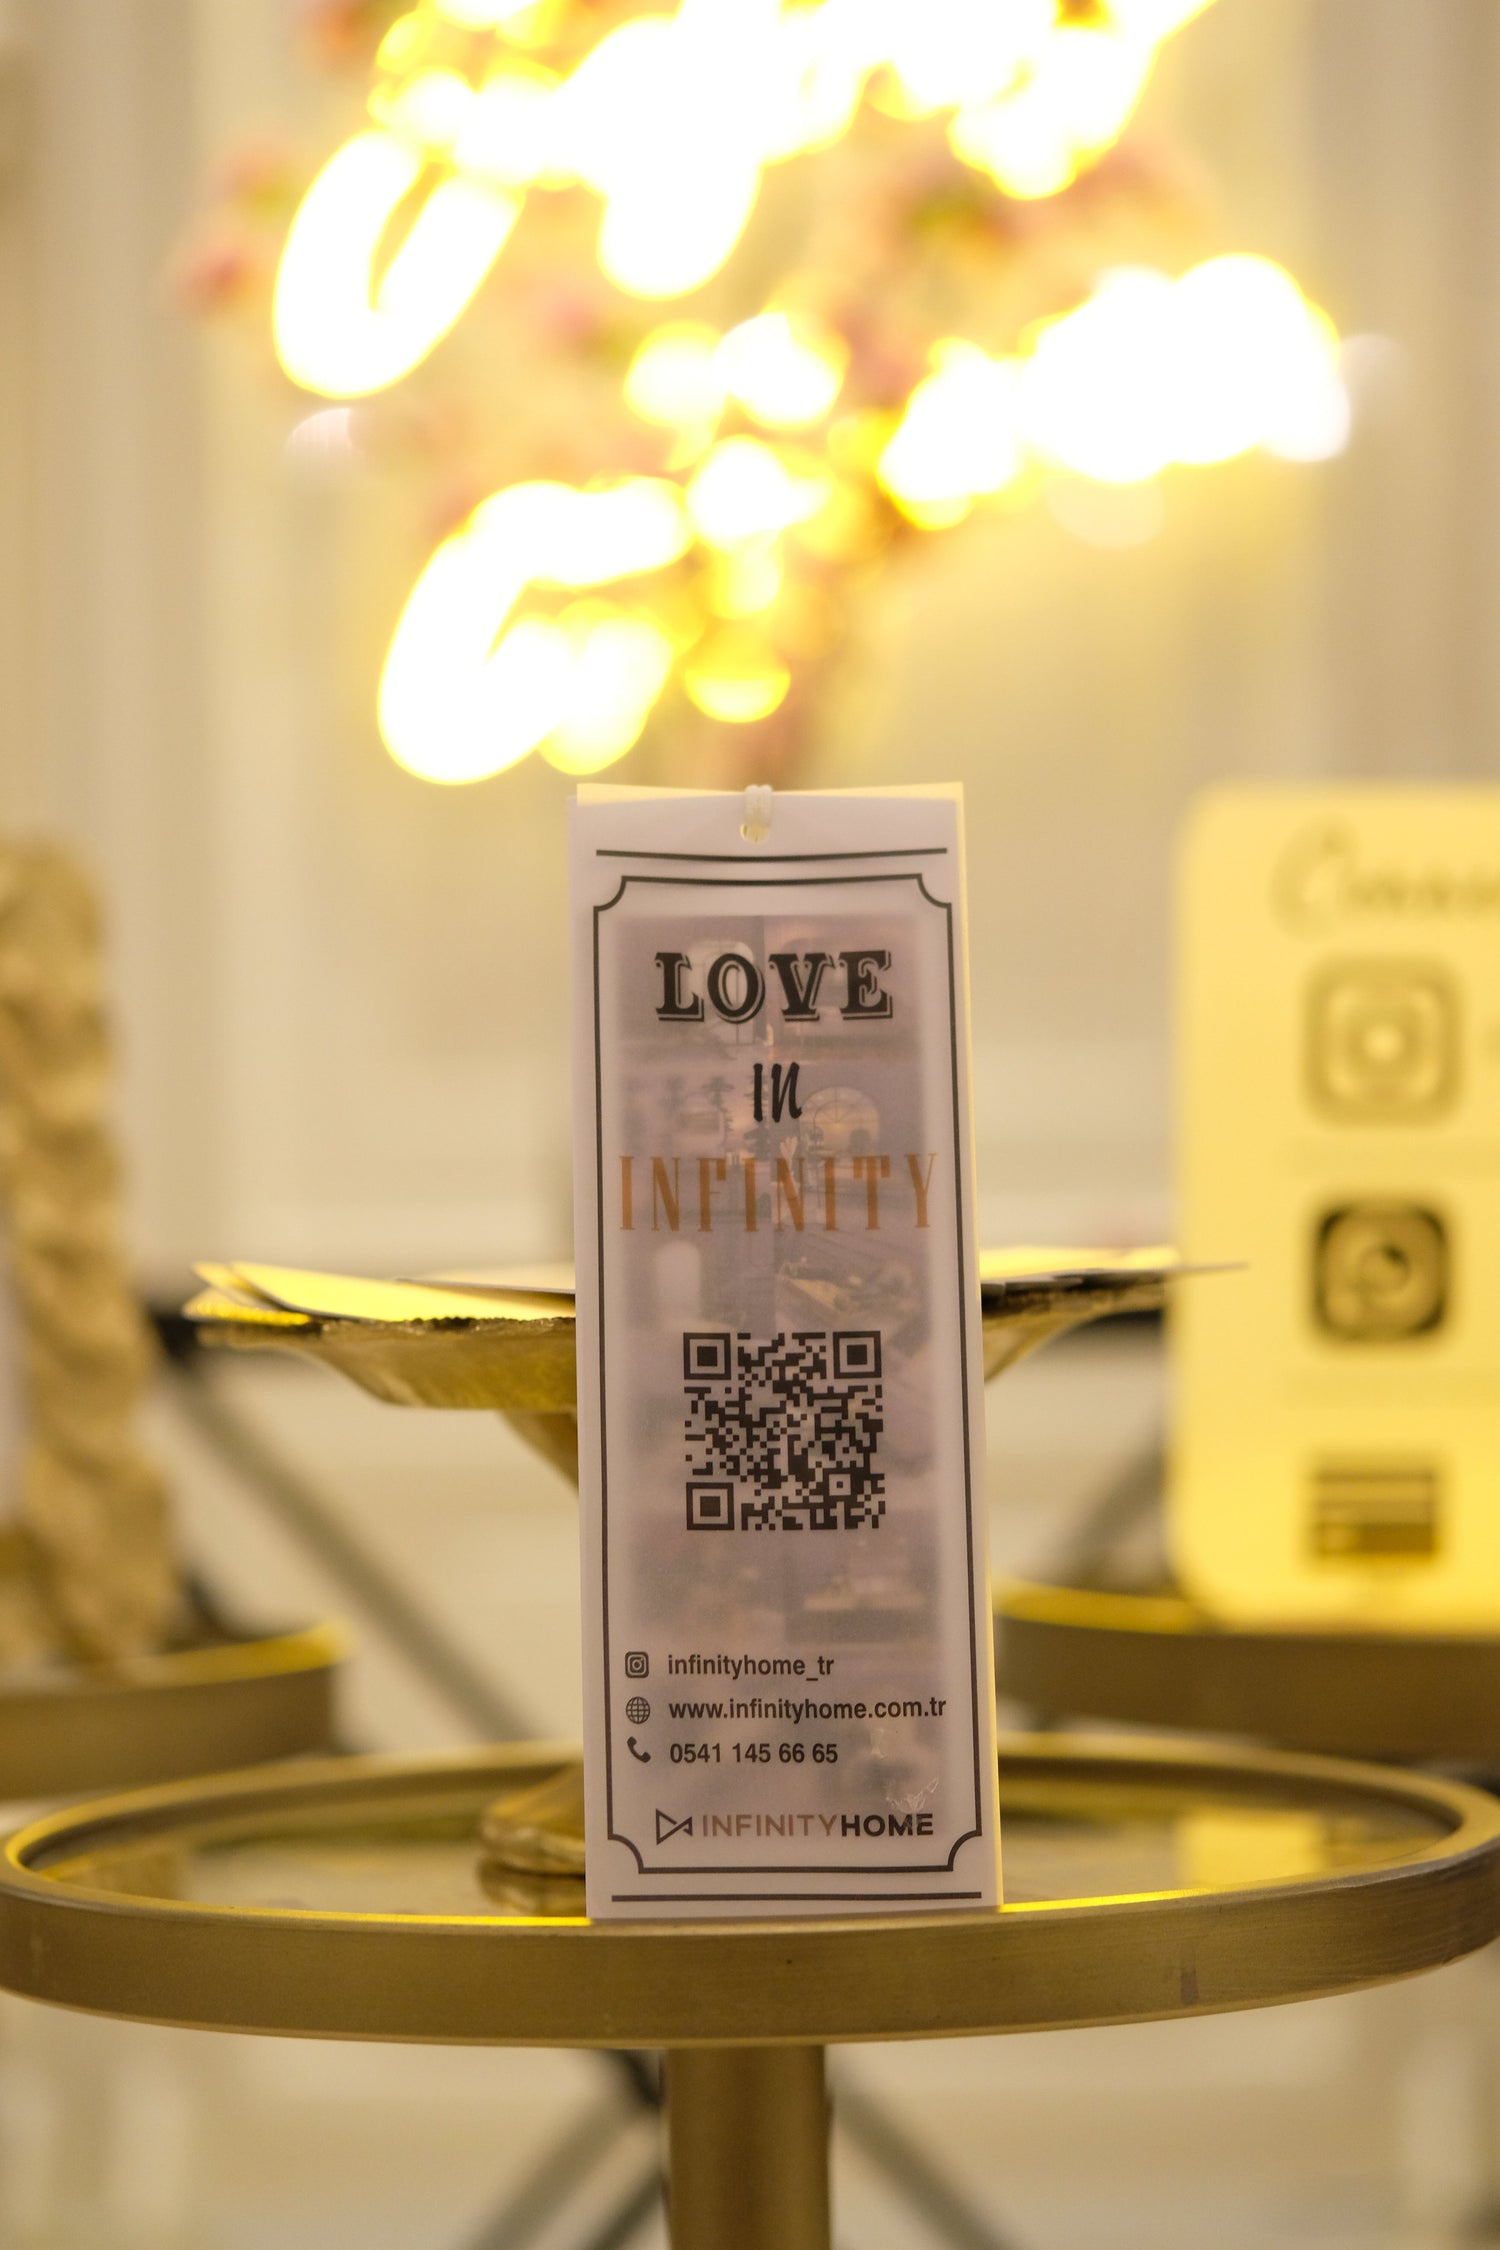 LOVE
IN
INFINITY
infinityhome_tr
www.infinityhome.com.tr
0541 145 66 65
INFINITYHOME